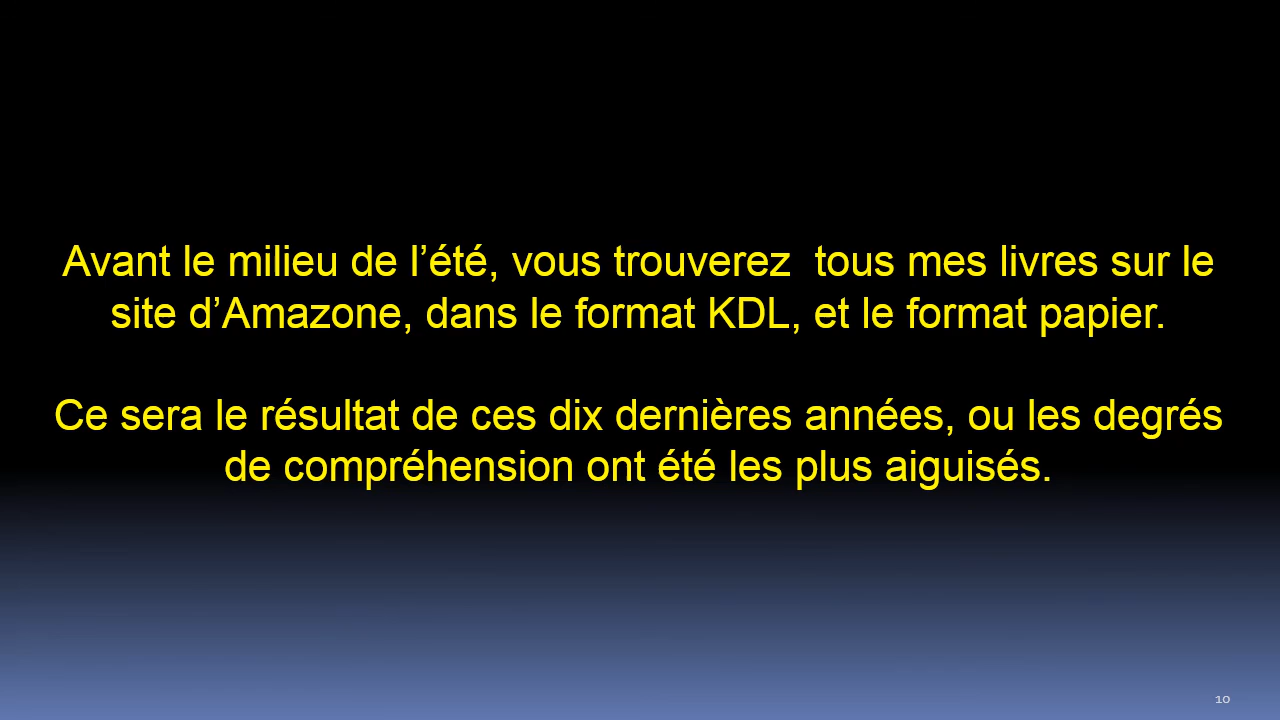 Avant le milieu de l’été, vous trouverez  tous mes livres sur le
site d’Amazone, dans le format KDL, et le format papier.
Ce sera le résultat de ces dix dernières années, ou les degrés
de compréhension ont été les plus aiguisés.
10